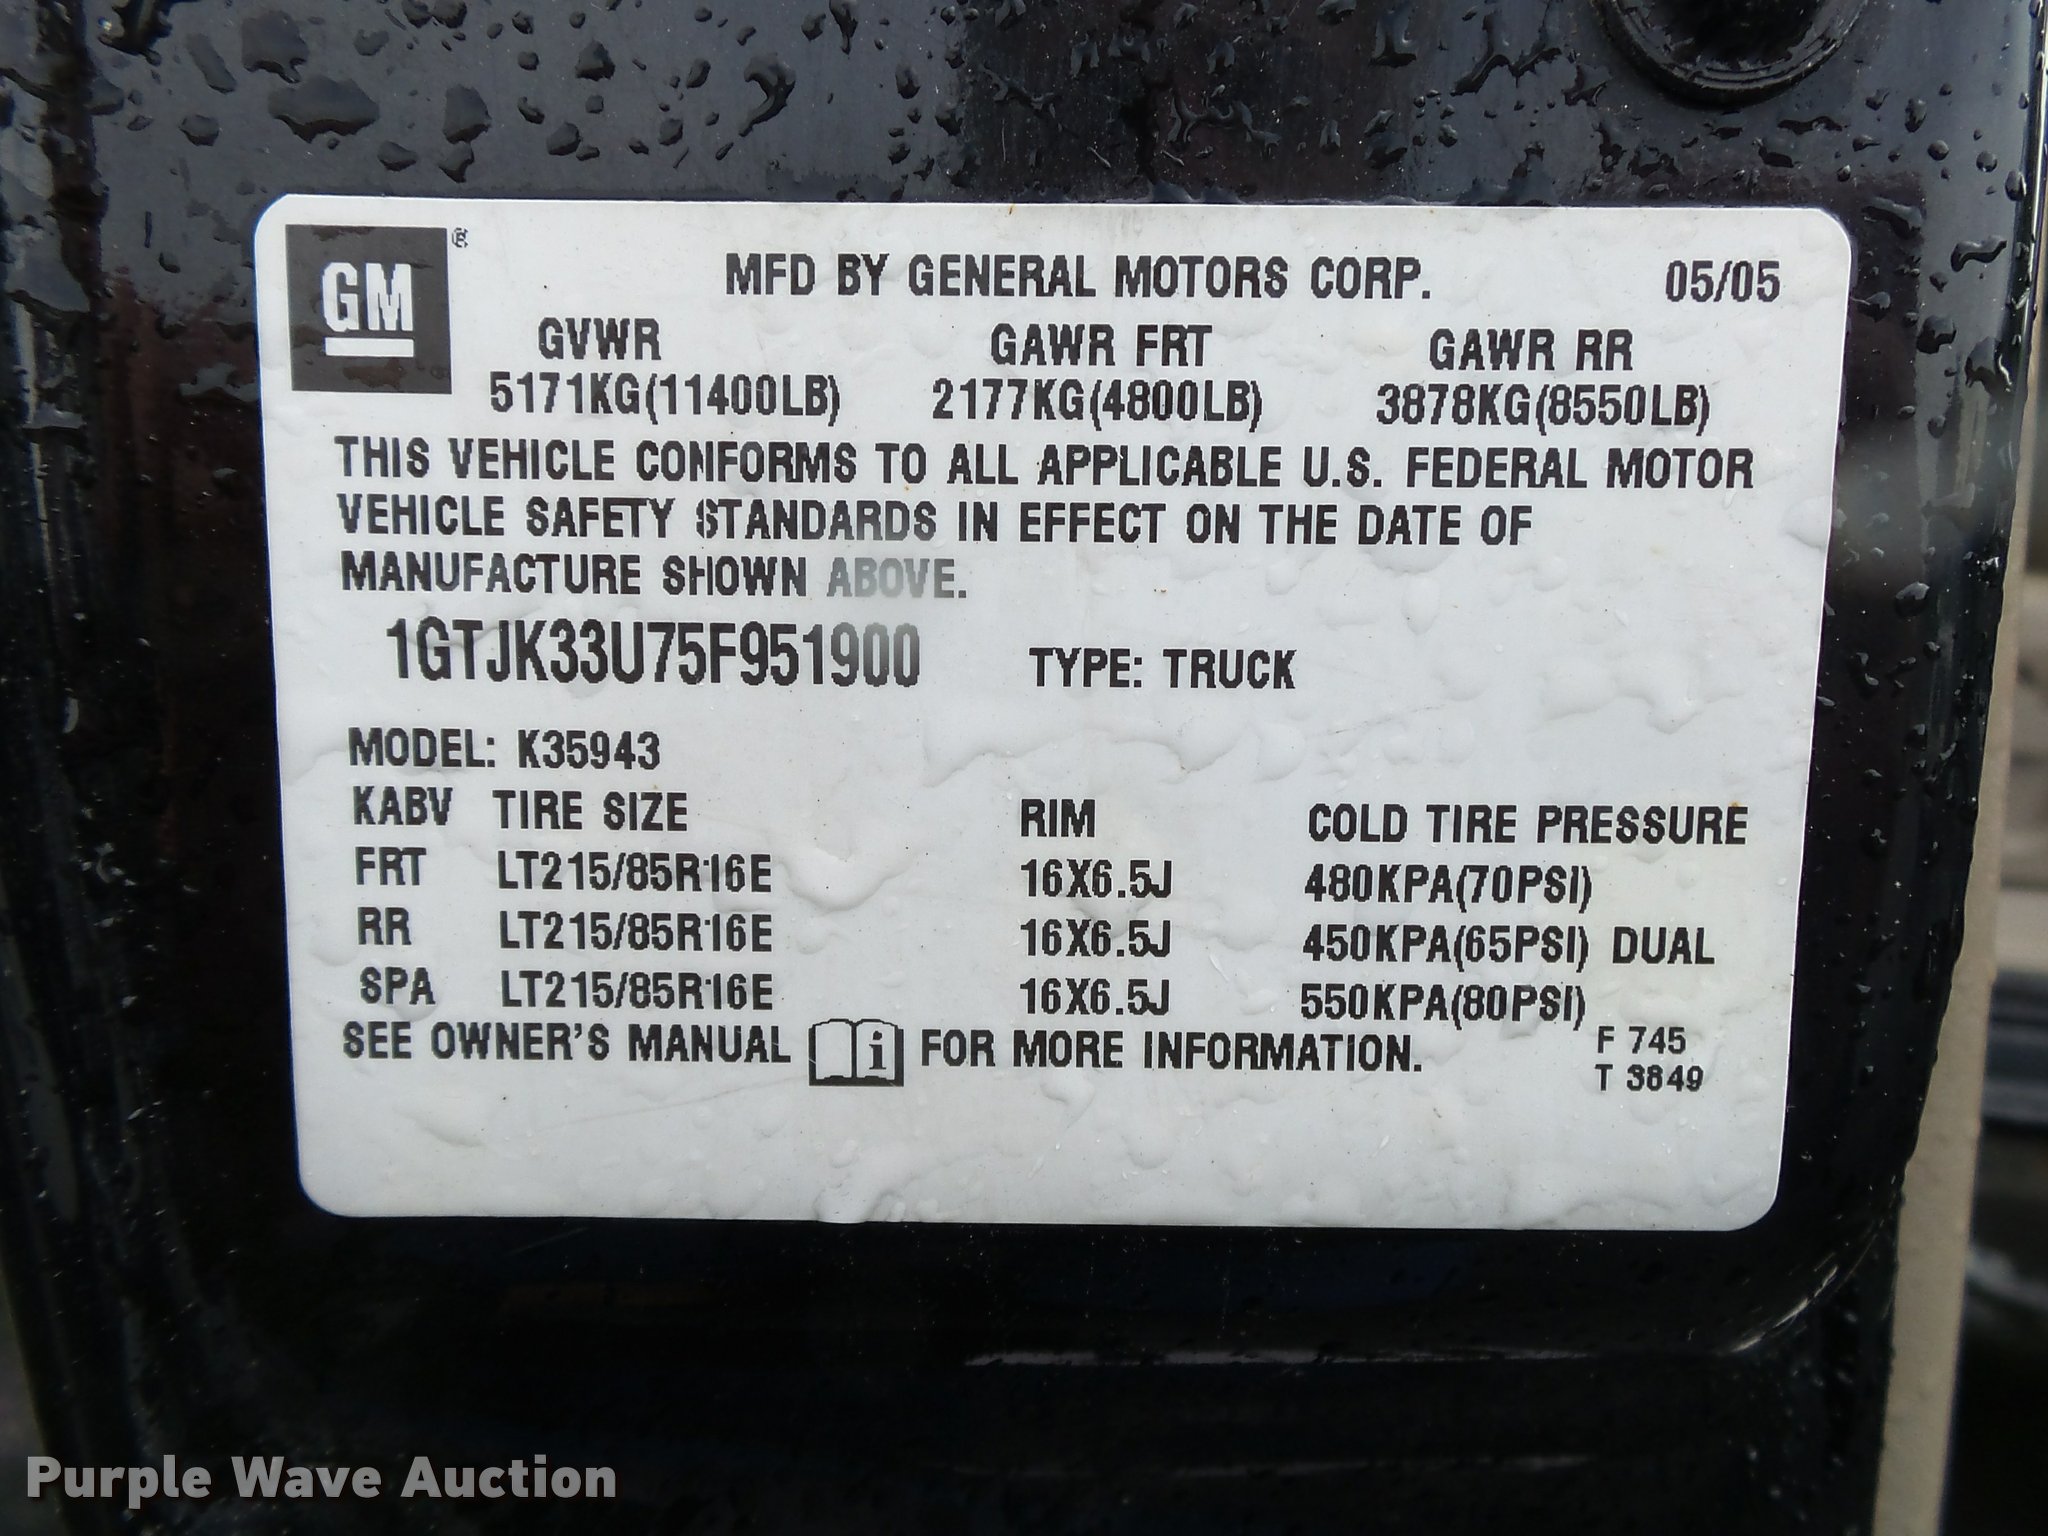 GM®
MFD BY GENERAL MOTORS CORP. 05/05
GVWR GAWR FRT GAWR RR
5171KG(11400LB) 2177KG(4800LB) 3878KG(8550LB)
THIS VEHICLE CONFORMS TO ALL APPLICABLE U.S. FEDERAL MOTOR
VEHICLE SAFETY STANDARDS IN EFFECT ON THE DATE OF
MANUFACTURE SHOWN ABOVE.
1GTJK33U75F951900 TYPE: TRUCK
MODEL: K35943
KABV TIRE SIZE RIM COLD TIRE PRESSURE
FRT LT215/85R16E 16X6.5J 480KPA(70PSI)
RR LT215/85R16E 16X6.5J 450KPA(65PSI) DUAL
SPA LT215/85R16E 16X6.5J 550KPA(80PSI)
SEE OWNER'S MANUAL i FOR MORE INFORMATION.
F 745
T 3849
Purple Wave Auction